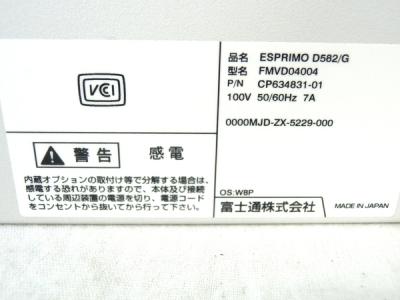 VCI
品名 ESPRIMO D582/G
型名 FMVD04004
P/N CP634831-01
100V 50/60Hz 7A
0000MJD-ZX-5229-000
警告 感電
内蔵オプションの取付け等で分解する場合は、
感電する恐れがありますので、本体及び接続
している周辺装置の電源を切り、電源コード
をコンセントから抜いてから行って下さい。
OS:W8P
富士通株式会社 MADE IN JAPAN